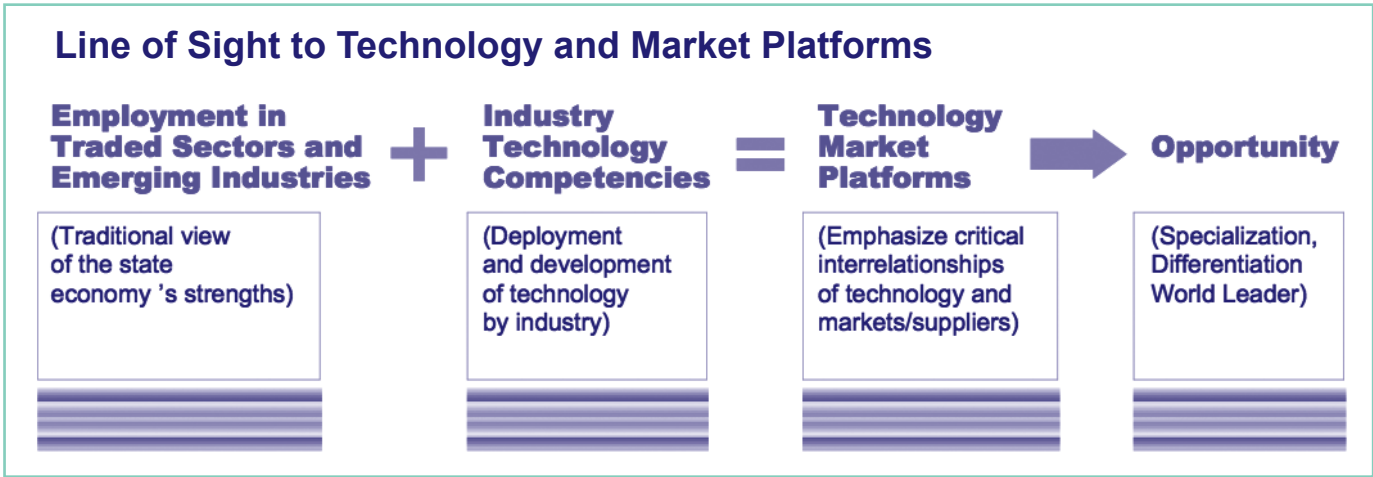 Line of Sight to Technology and Market Platforms
Employment in
Traded Sectors and
Emerging Industries
+
Industry
Technology
Competencies
=
Technology
Market
Platforms
Opportunity
(Traditional view
of the state
economy ’s strengths)
(Deployment
and development
of technology
by industry)
(Emphasize critical
interrelationships
of technology and
markets/suppliers)
(Specialization,
Differentiation
World Leader)